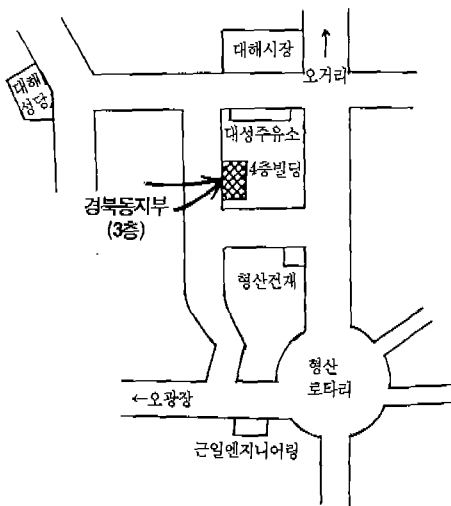 대해시장
↑
오거리
대해
성당
대성주유소
4층빌딩
경북동지부
(3층)
형산전재
형산
로타리
←오광장
근일엔지니어링